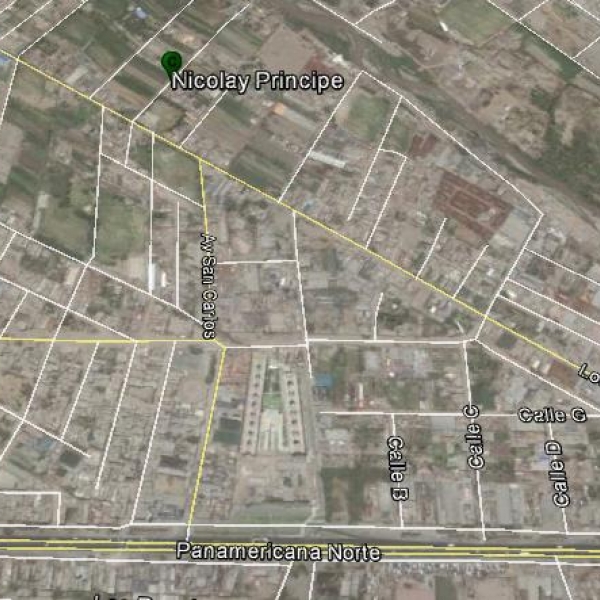 Nicolay Principe
Av San Carlos
Calle G
Calle C
Calle B
Calle D
Panamericana Norte